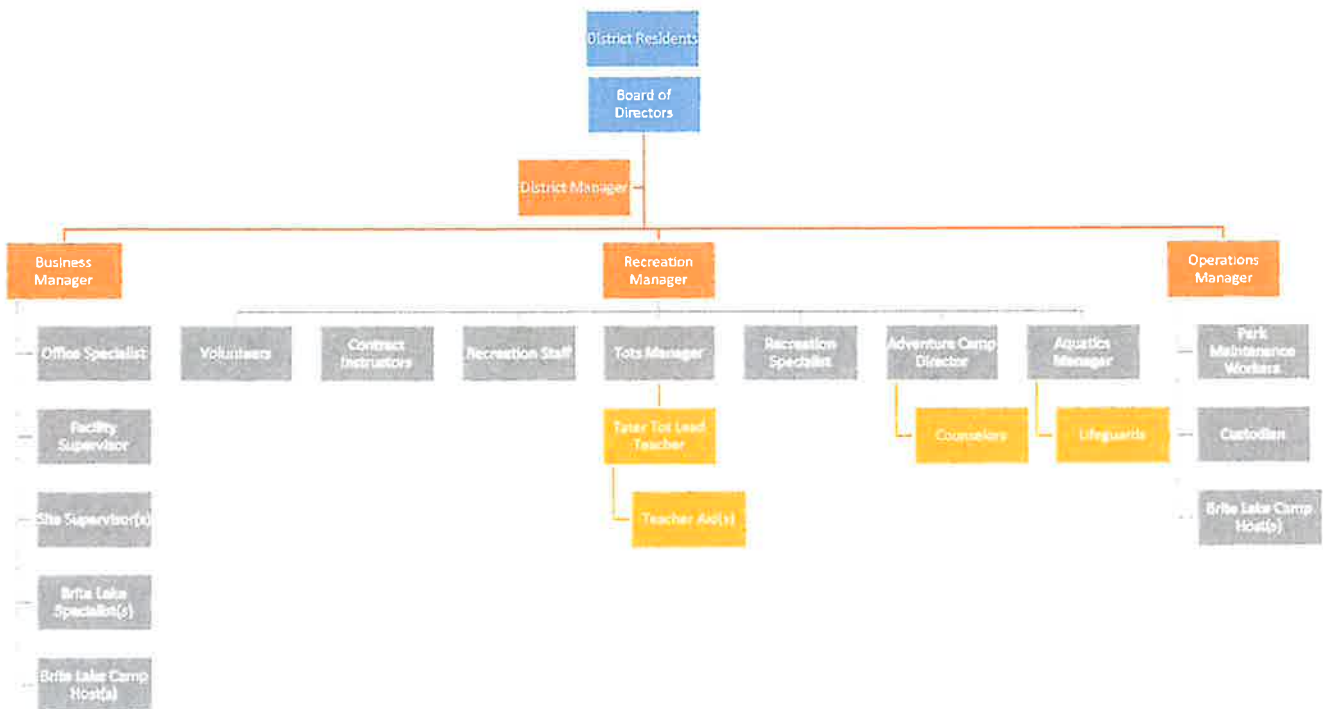 District Residents
Board of
Directors
District Manager
Business
Manager
Recreation
Manager
Operations
Manager
Office Specialist
Volunteers
Contract
Instructors
Recreation Staff
Tots Manager
Recreation
Specialist
Adventure Camp
Director
Aquatics
Manager
Park
Maintenence
Workers
Facility
Supervisor
Tater Tot Lead
Teacher
Counselors
Lifeguards
Custodian
Site Supervisor(s)
Teacher Aid(s)
Brite Lake Camp
Host(s)
Brite Lake
Specialist(s)
Brite Lake Camp
Host(s)